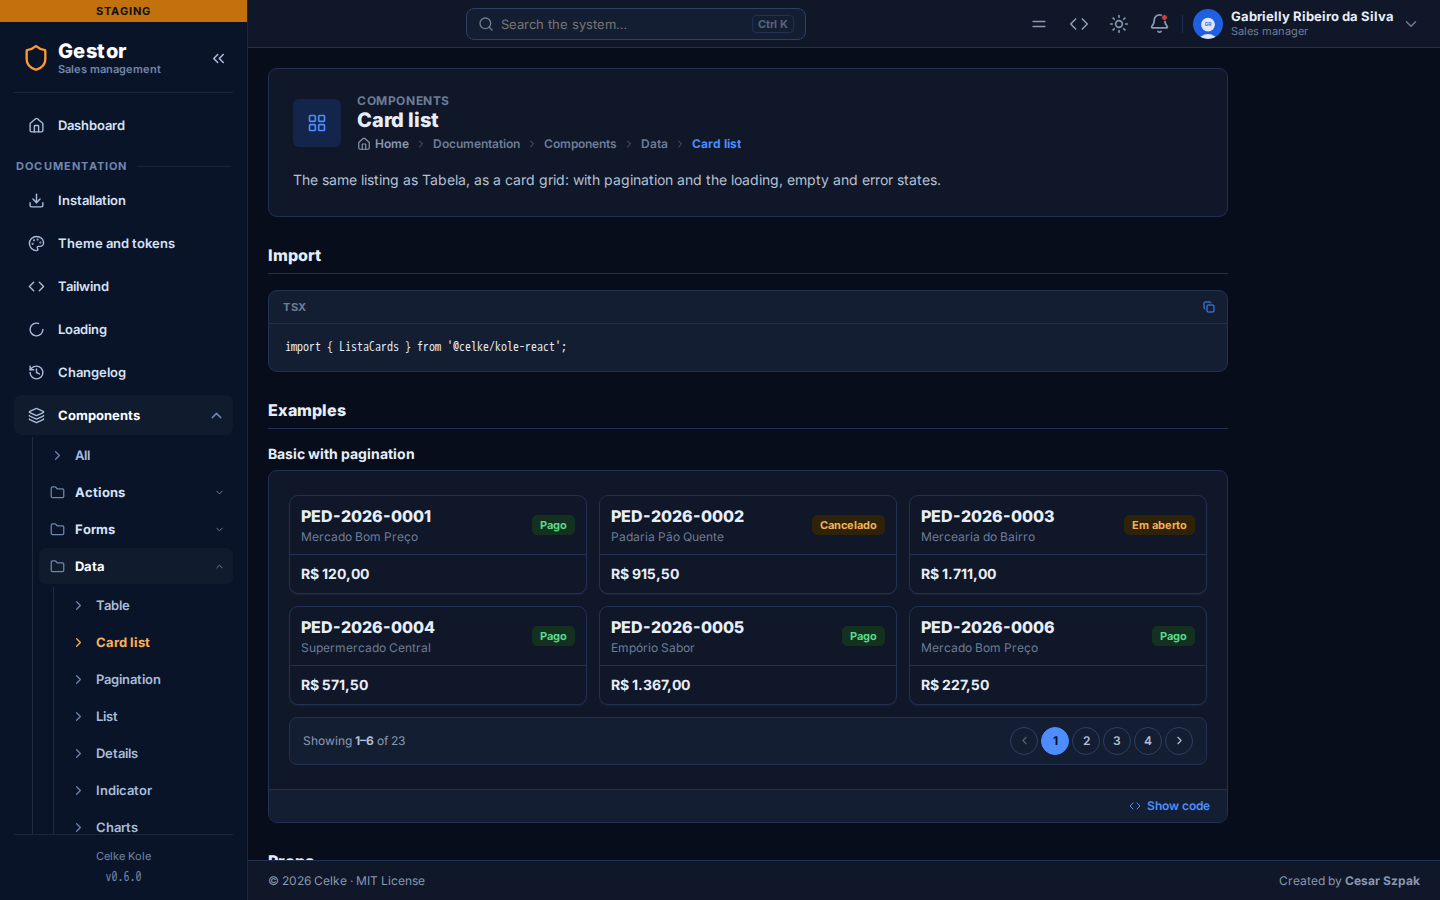 STAGING
Gestor
Sales management
Dashboard
DOCUMENTATION
Installation
Theme and tokens
Tailwind
Loading
Changelog
Components
All
Actions
Forms
Data
Table
Card list
Pagination
List
Details
Indicator
Charts
Celke Kole
v0.6.0
Search the system...
Ctrl K
Gabrielly Ribeiro da Silva
Sales manager
COMPONENTS
Card list
Home
Documentation
Components
Data
Card list
The same listing as Tabela, as a card grid: with pagination and the loading, empty and error states.
Import
TSX
import { ListaCards } from '@celke/kole-react';
Examples
Basic with pagination
PED-2026-0001
Mercado Bom Preço
Pago
R$ 120,00
PED-2026-0002
Padaria Pão Quente
Cancelado
R$ 915,50
PED-2026-0003
Mercearia do Bairro
Em aberto
R$ 1.711,00
PED-2026-0004
Supermercado Central
Pago
R$ 571,50
PED-2026-0005
Empório Sabor
Pago
R$ 1.367,00
PED-2026-0006
Mercado Bom Preço
Pago
R$ 227,50
Showing 1–6 of 23
1 2 3 4
Show code
Props
© 2026 Celke · MIT License
Created by Cesar Szpak